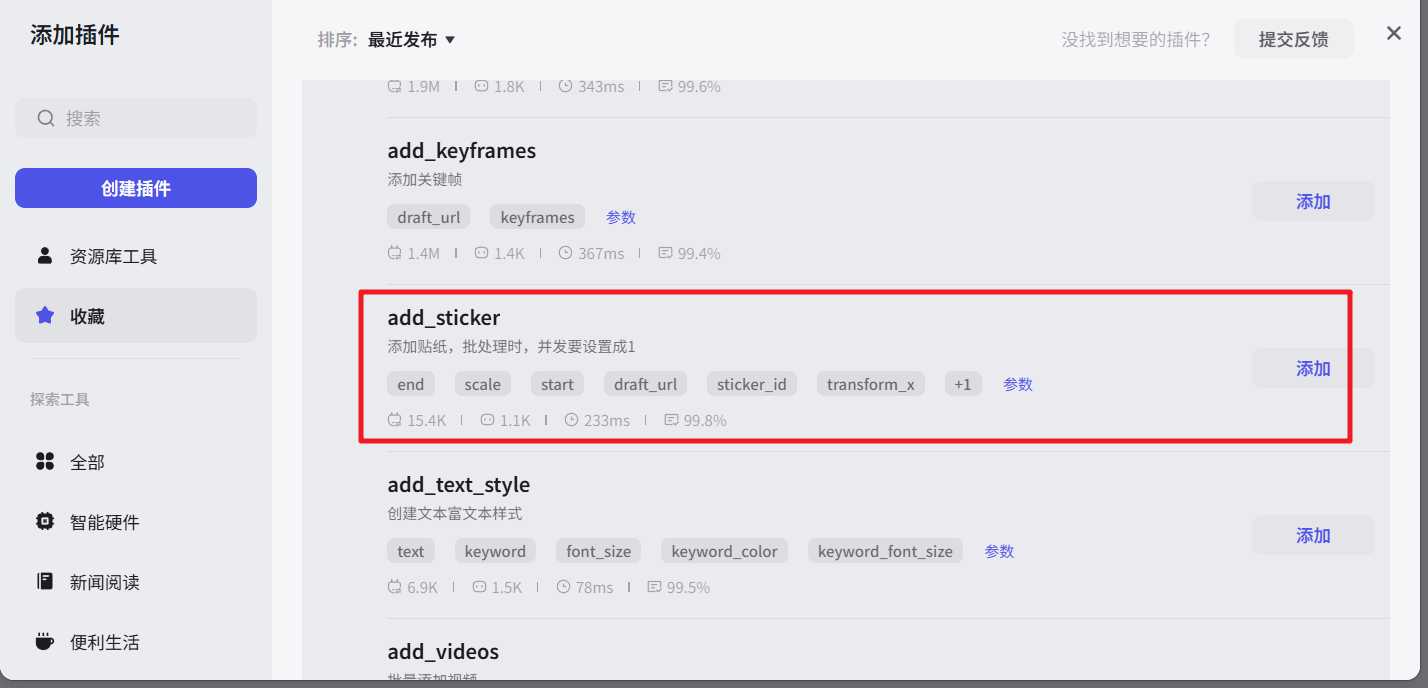 添加插件
搜索
创建插件
资源库工具
收藏
探索工具
全部
智能硬件
新闻阅读
便利生活
排序: 最近发布
没找到想要的插件? 提交反馈
1.9M 1.8K 343ms 99.6%
add_keyframes
添加关键帧
draft_url keyframes 参数
1.4M 1.4K 367ms 99.4%
添加
add_sticker
添加贴纸，批处理时，并发要设置成1
end scale start draft_url sticker_id transform_x +1 参数
15.4K 1.1K 233ms 99.8%
添加
add_text_style
创建文本富文本样式
text keyword font_size keyword_color keyword_font_size 参数
6.9K 1.5K 78ms 99.5%
添加
add_videos
批量添加视频